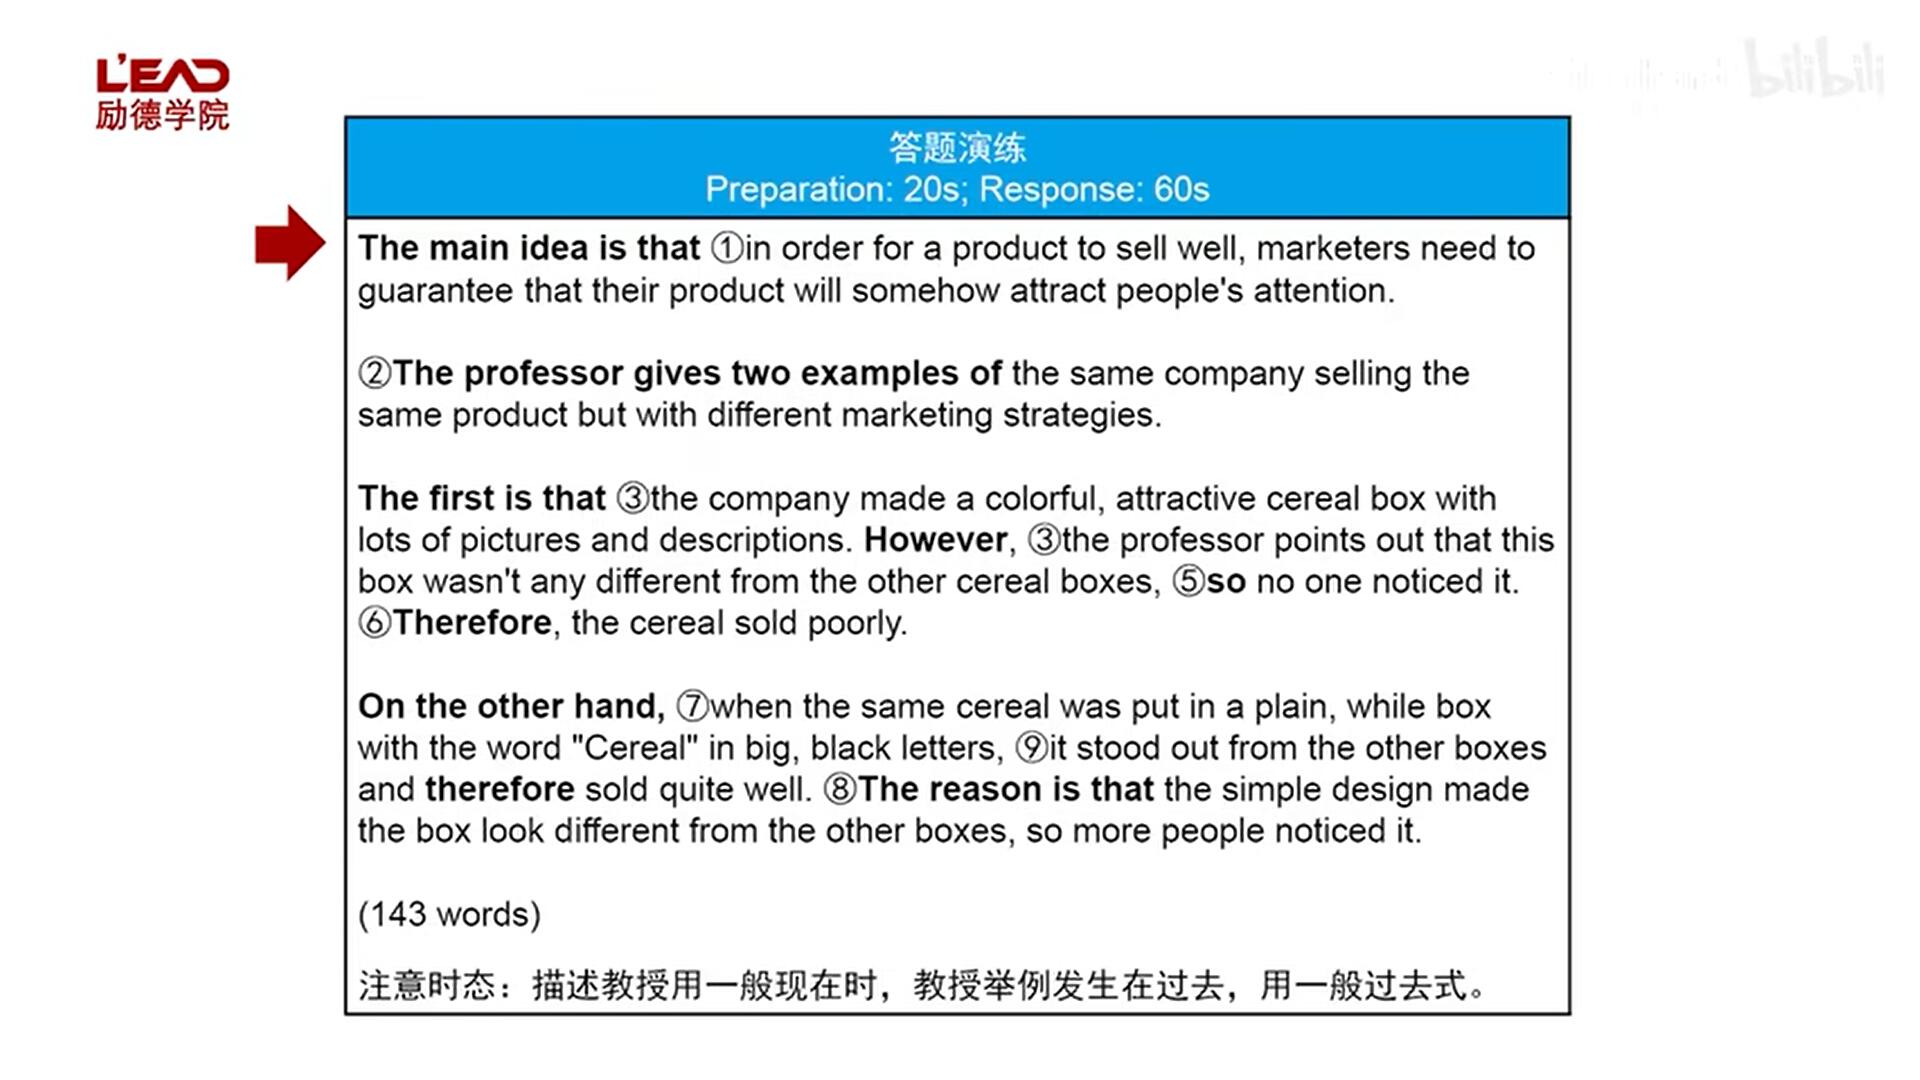 L'EAD
励德学院
bilibili
答题演练
Preparation: 20s; Response: 60s
The main idea is that ①in order for a product to sell well, marketers need to
guarantee that their product will somehow attract people's attention.
②The professor gives two examples of the same company selling the
same product but with different marketing strategies.
The first is that ③the company made a colorful, attractive cereal box with
lots of pictures and descriptions. However, ③the professor points out that this
box wasn't any different from the other cereal boxes, ⑤so no one noticed it.
⑥Therefore, the cereal sold poorly.
On the other hand, ⑦when the same cereal was put in a plain, while box
with the word "Cereal" in big, black letters, ⑨it stood out from the other boxes
and therefore sold quite well. ⑧The reason is that the simple design made
the box look different from the other boxes, so more people noticed it.
(143 words)
注意时态：描述教授用一般现在时，教授举例发生在过去，用一般过去式。